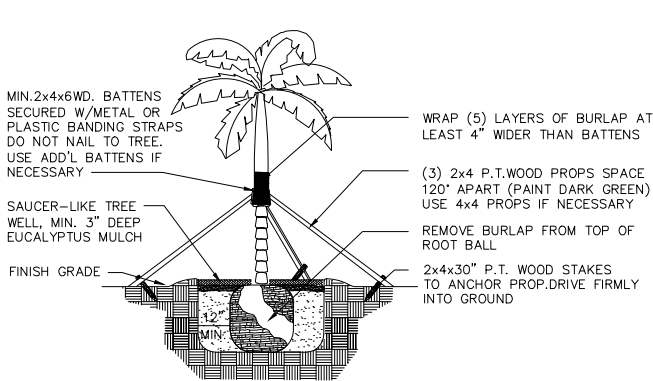 MIN.2x4x6WD. BATTENS
SECURED W/METAL OR
PLASTIC BANDING STRAPS
DO NOT NAIL TO TREE.
USE ADD'L BATTENS IF
NECESSARY
SAUCER-LIKE TREE
WELL, MIN. 3" DEEP
EUCALYPTUS MULCH
FINISH GRADE
12"
MIN
WRAP (5) LAYERS OF BURLAP AT
LEAST 4" WIDER THAN BATTENS
(3) 2x4 P.T.WOOD PROPS SPACE
120° APART (PAINT DARK GREEN)
USE 4x4 PROPS IF NECESSARY
REMOVE BURLAP FROM TOP OF
ROOT BALL
2x4x30" P.T. WOOD STAKES
TO ANCHOR PROP.DRIVE FIRMLY
INTO GROUND